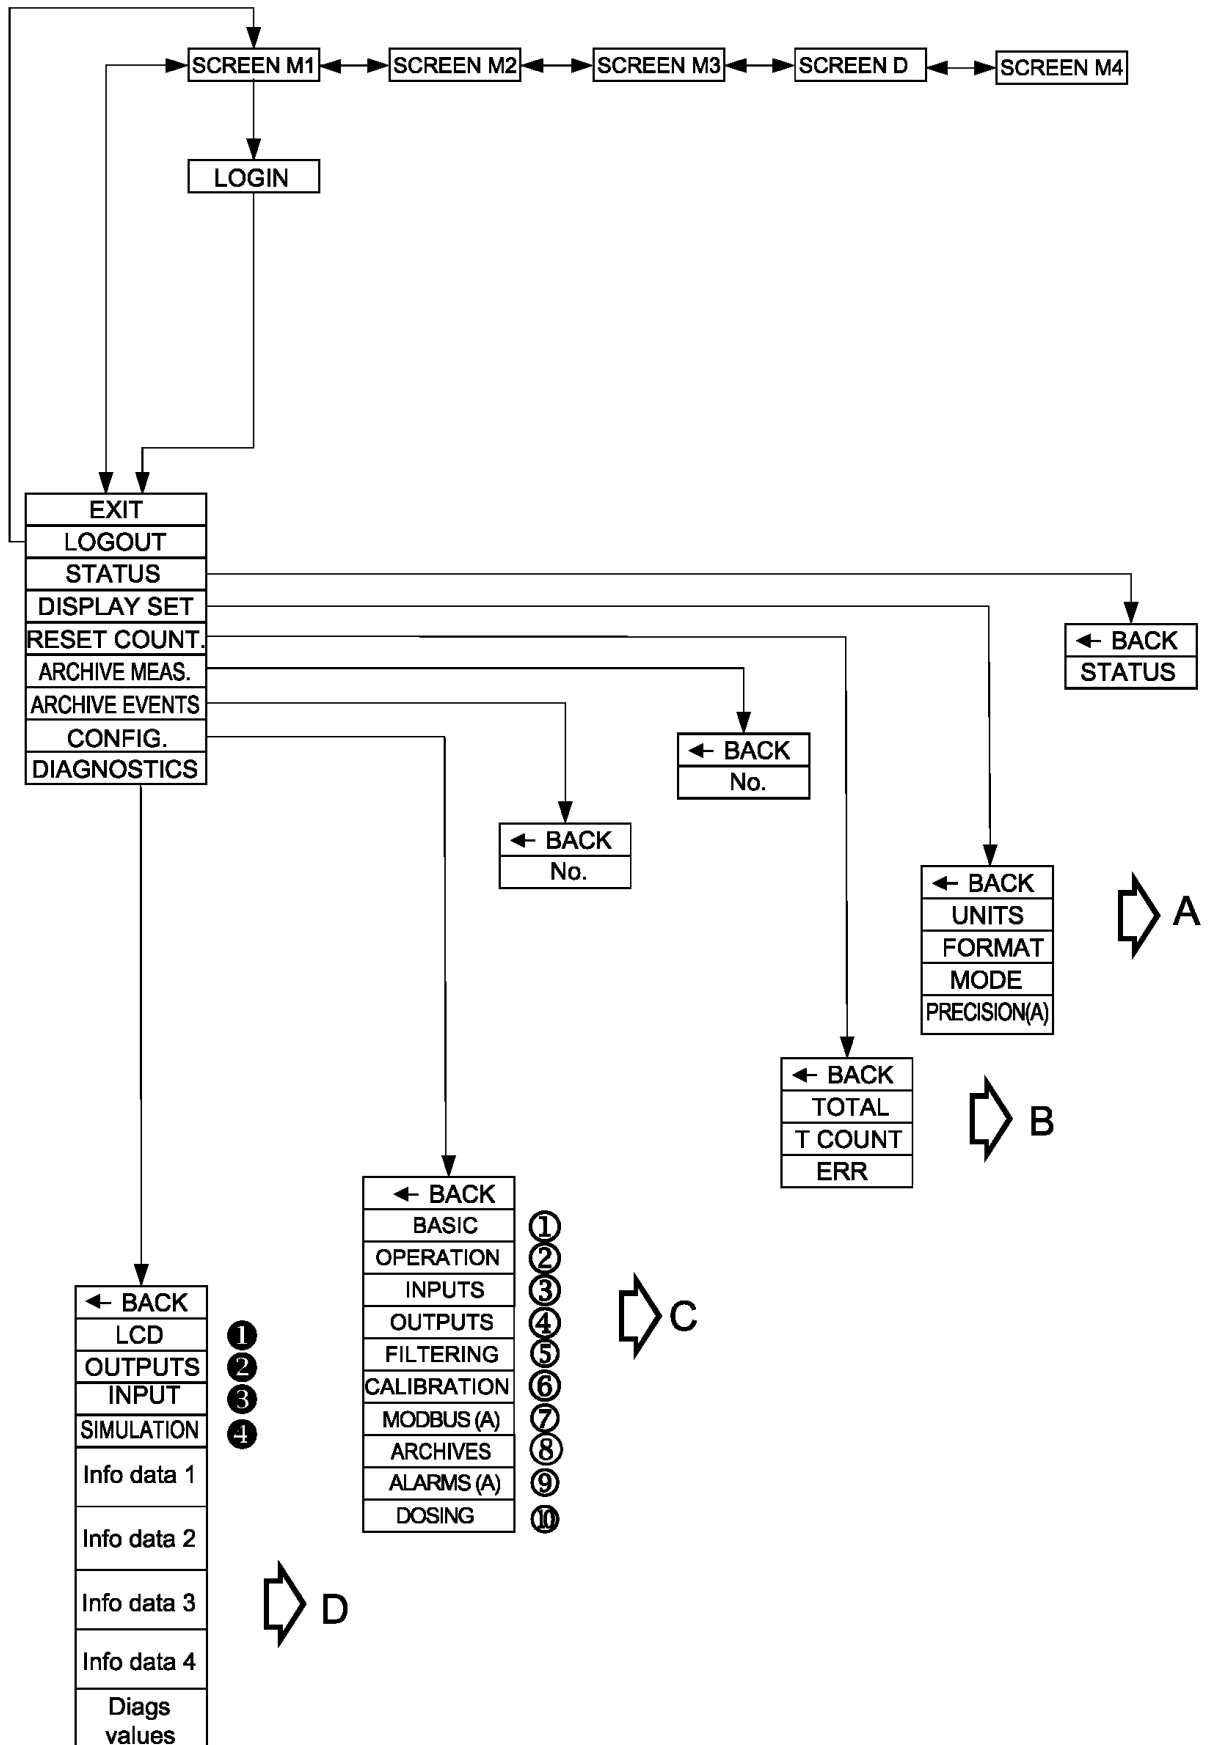 SCREEN M1
SCREEN M2
SCREEN M3
SCREEN D
SCREEN M4
LOGIN
EXIT
LOGOUT
STATUS
DISPLAY SET
RESET COUNT.
ARCHIVE MEAS.
ARCHIVE EVENTS
CONFIG.
DIAGNOSTICS
← BACK
STATUS
← BACK
No.
← BACK
No.
← BACK
UNITS
FORMAT
MODE
PRECISION(A)
A
← BACK
TOTAL
T COUNT
ERR
B
← BACK
BASIC ①
OPERATION ②
INPUTS ③
OUTPUTS ④
FILTERING ⑤
CALIBRATION ⑥
MODBUS (A) ⑦
ARCHIVES ⑧
ALARMS (A) ⑨
DOSING ⑩
C
← BACK
LCD ❶
OUTPUTS ❷
INPUT ❸
SIMULATION ❹
Info data 1
Info data 2
Info data 3
Info data 4
Diags
values
D